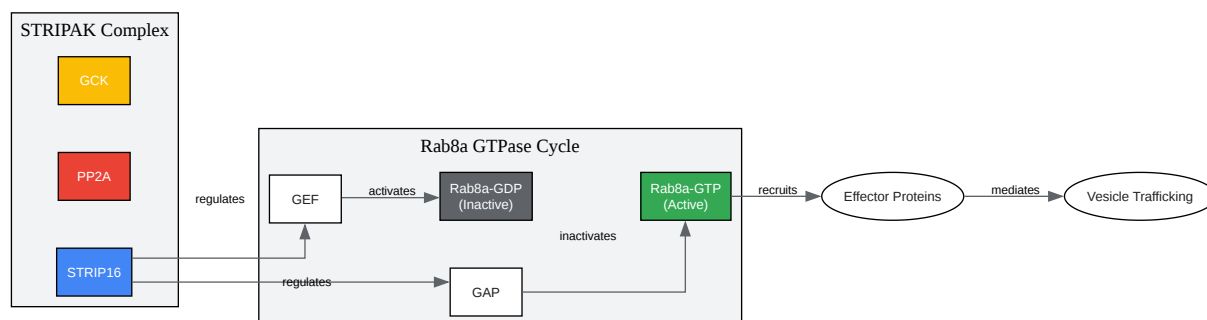 STRIPAK Complex
GCK
PP2A
STRIP16
regulates
regulates
Rab8a GTPase Cycle
GEF
activates
Rab8a-GDP
(Inactive)
Rab8a-GTP
(Active)
inactivates
GAP
recruits
Effector Proteins
mediates
Vesicle Trafficking